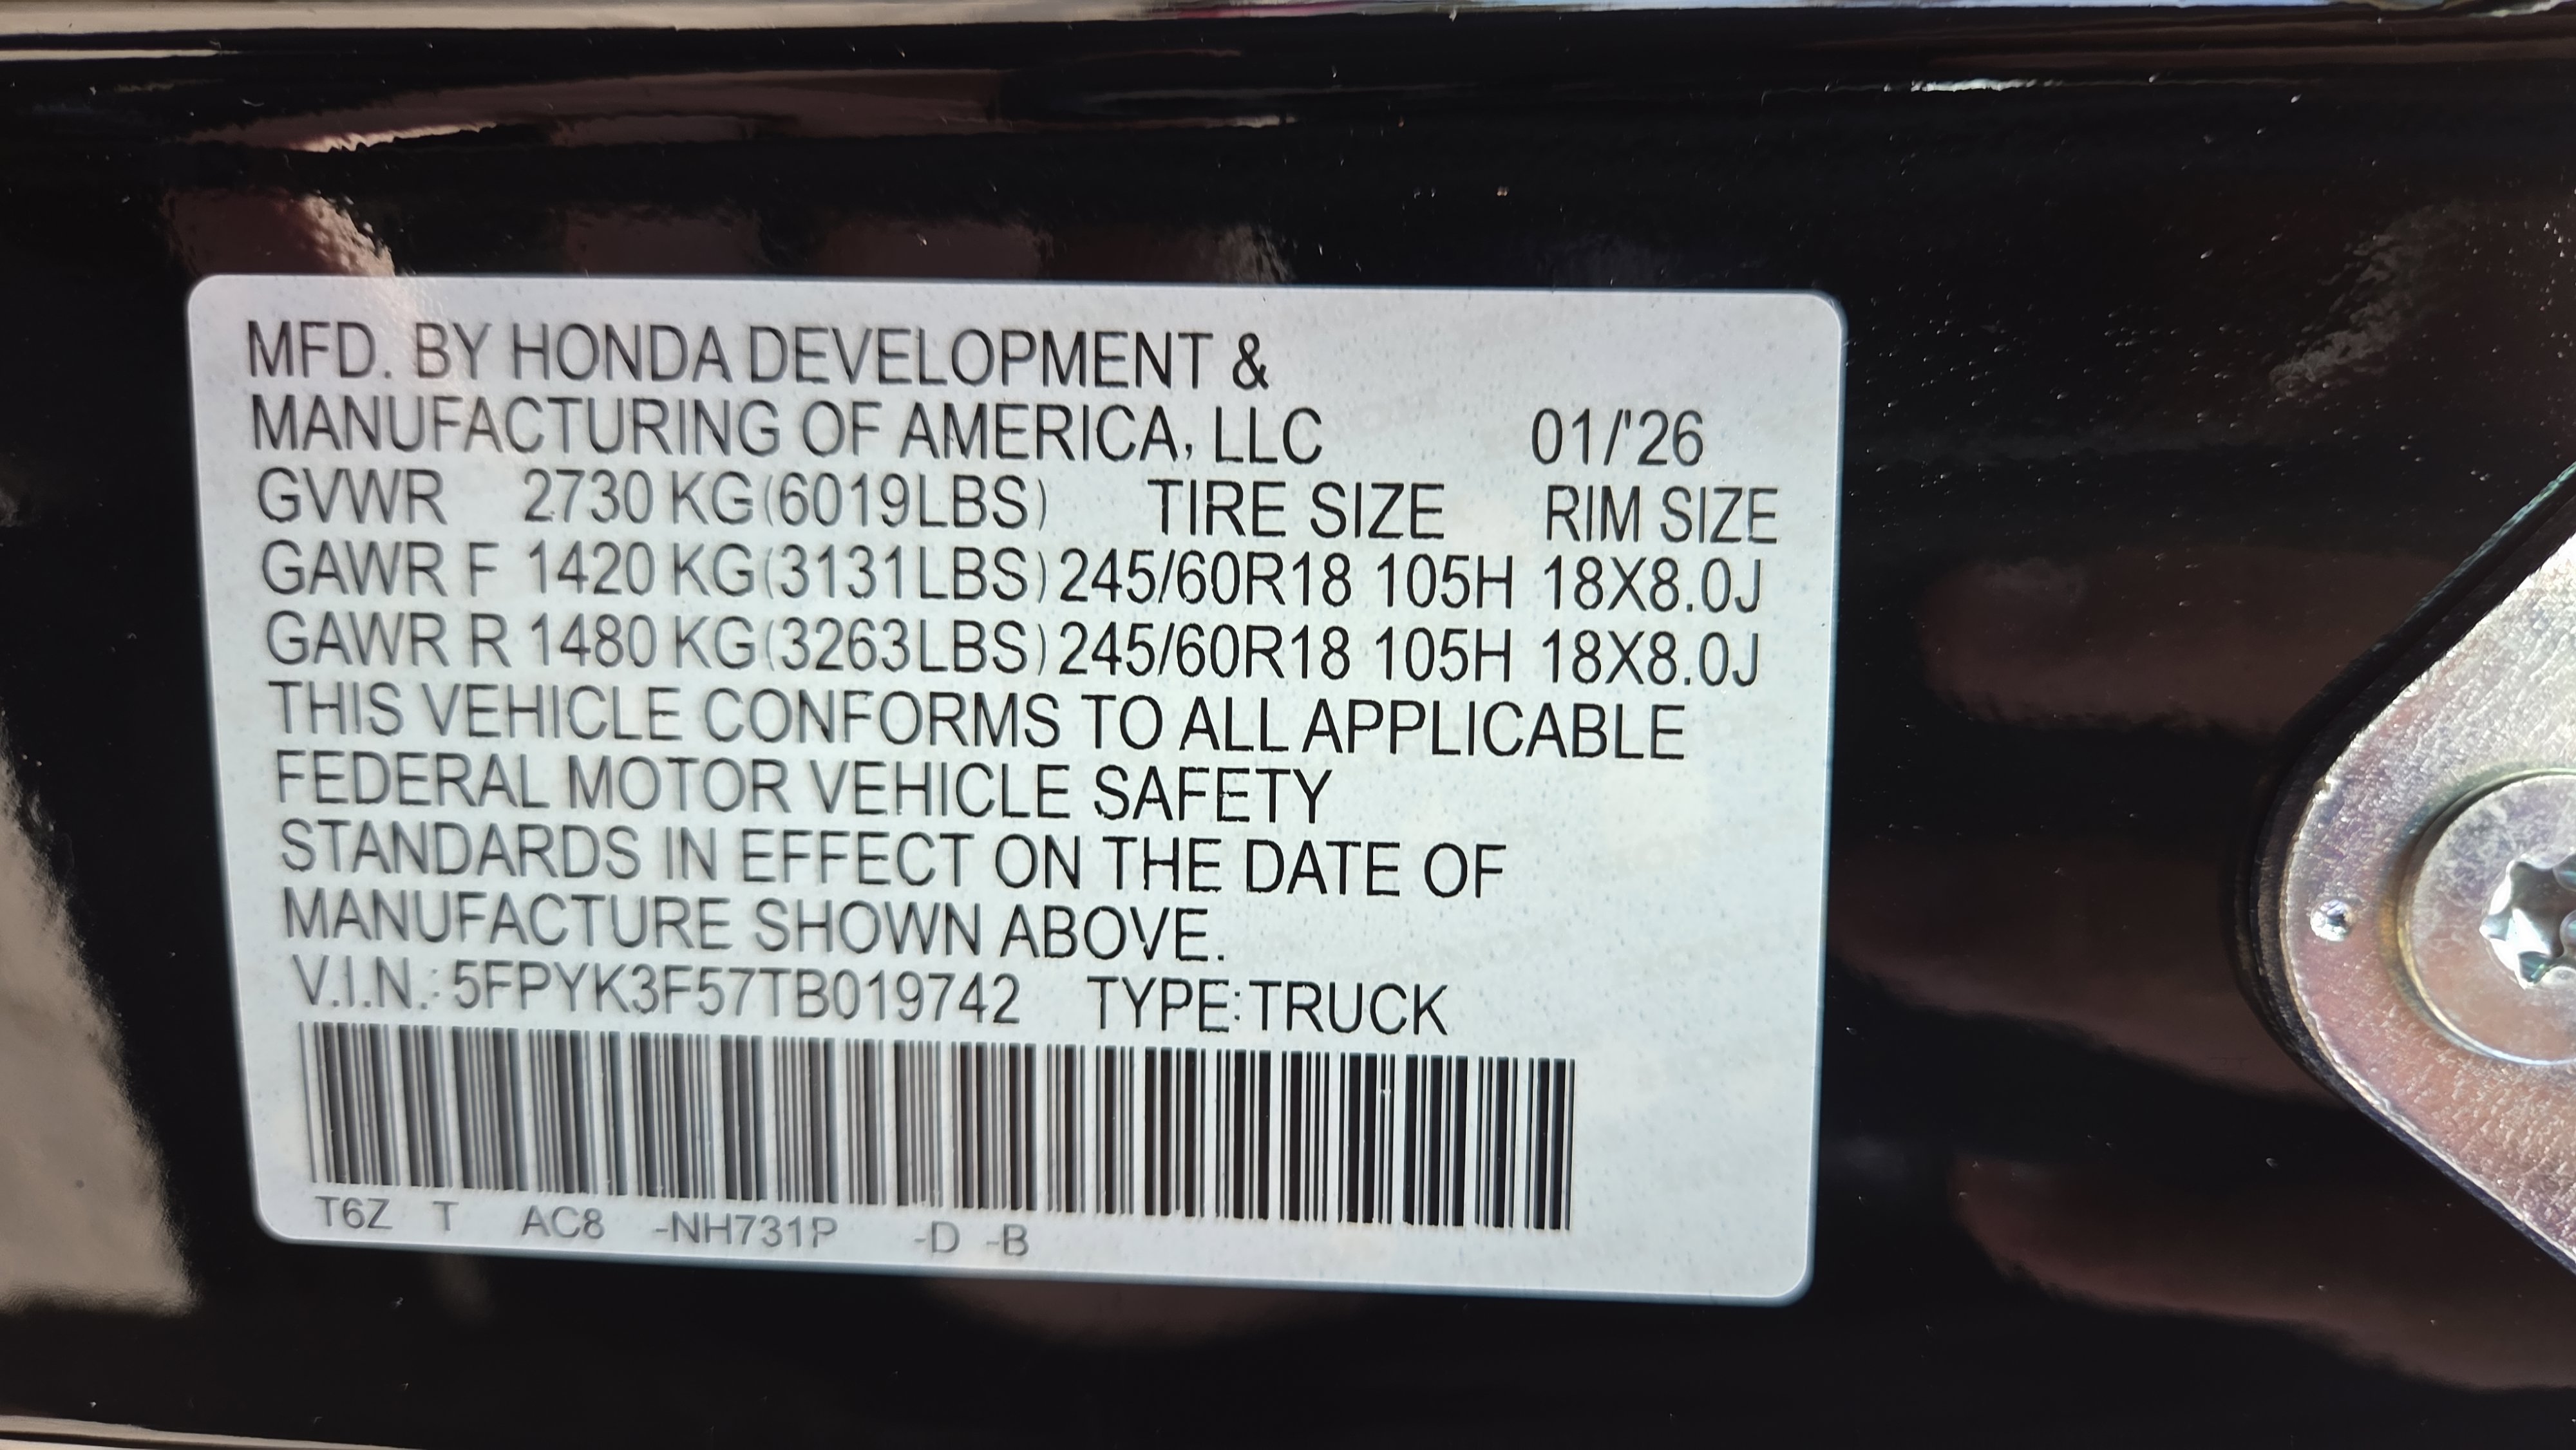 MFD. BY HONDA DEVELOPMENT &
MANUFACTURING OF AMERICA, LLC 01/'26
GVWR 2730 KG(6019LBS) TIRE SIZE RIM SIZE
GAWR F 1420 KG(3131LBS) 245/60R18 105H 18X8.0J
GAWR R 1480 KG(3263LBS) 245/60R18 105H 18X8.0J
THIS VEHICLE CONFORMS TO ALL APPLICABLE
FEDERAL MOTOR VEHICLE SAFETY
STANDARDS IN EFFECT ON THE DATE OF
MANUFACTURE SHOWN ABOVE.
V.I.N.: 5FPYK3F57TB019742 TYPE:TRUCK
T6Z T AC8 -NH731P -D -B